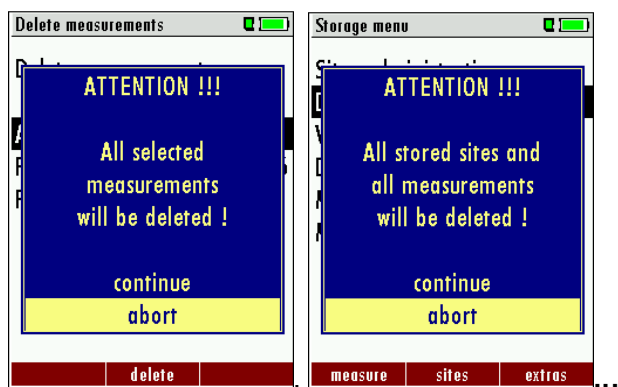 Delete measurements
ATTENTION !!!
All selected
measurements
will be deleted !
continue
abort
delete
Storage menu
ATTENTION !!!
All stored sites and
all measurements
will be deleted !
continue
abort
measure sites extras